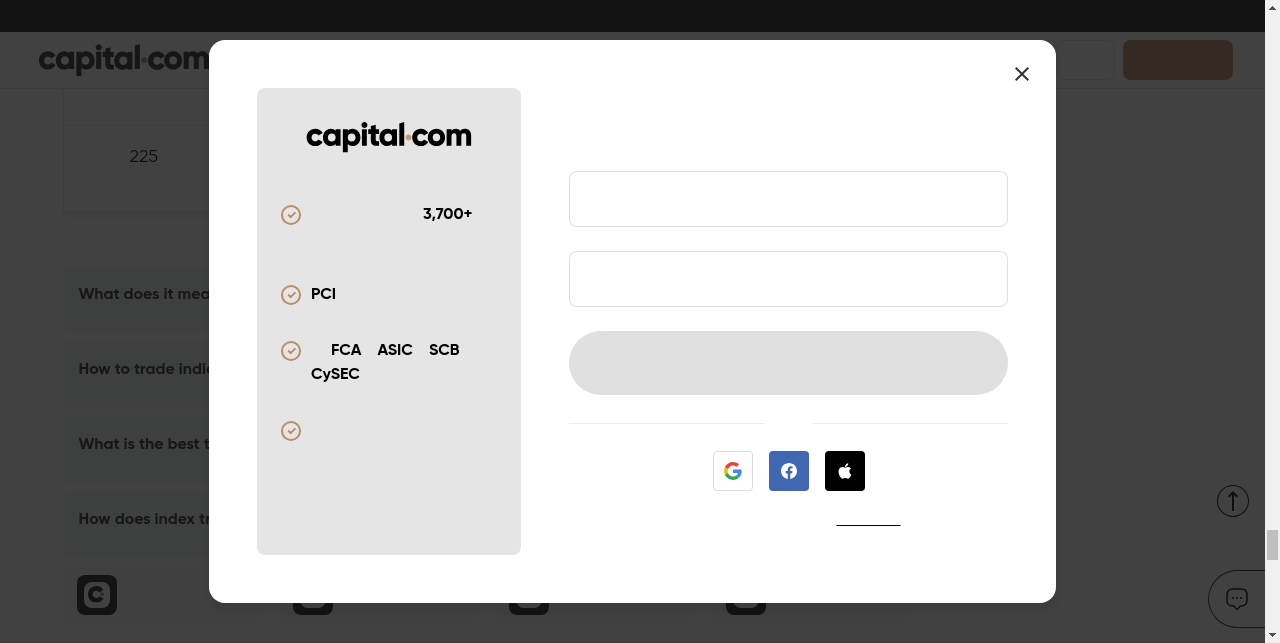 capital.com
225
capital.com
3,700+
What does it mea
PCI
FCA ASIC SCB
CySEC
How to trade indic
What is the best t
How does index tr